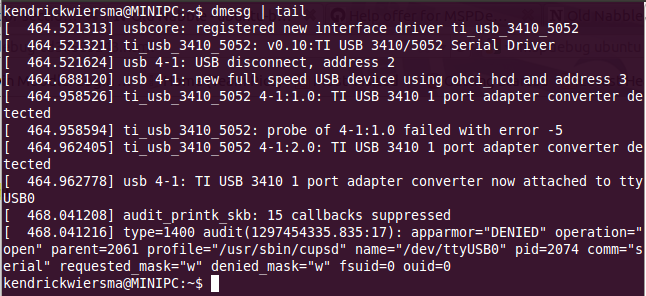 kendrickwiersma@MINIPC:~$ dmesg | tail
[  464.521313] usbcore: registered new interface driver ti_usb_3410_5052
[  464.521321] ti_usb_3410_5052: v0.10:TI USB 3410/5052 Serial Driver
[  464.521624] usb 4-1: USB disconnect, address 2
[  464.688120] usb 4-1: new full speed USB device using ohci_hcd and address 3
[  464.958526] ti_usb_3410_5052 4-1:1.0: TI USB 3410 1 port adapter converter de
tected
[  464.958594] ti_usb_3410_5052: probe of 4-1:1.0 failed with error -5
[  464.962405] ti_usb_3410_5052 4-1:2.0: TI USB 3410 1 port adapter converter de
tected
[  464.962778] usb 4-1: TI USB 3410 1 port adapter converter now attached to tty
USB0
[  468.041208] audit_printk_skb: 15 callbacks suppressed
[  468.041216] type=1400 audit(1297454335.835:17): apparmor="DENIED" operation="
open" parent=2061 profile="/usr/sbin/cupsd" name="/dev/ttyUSB0" pid=2074 comm="s
erial" requested_mask="w" denied_mask="w" fsuid=0 ouid=0
kendrickwiersma@MINIPC:~$